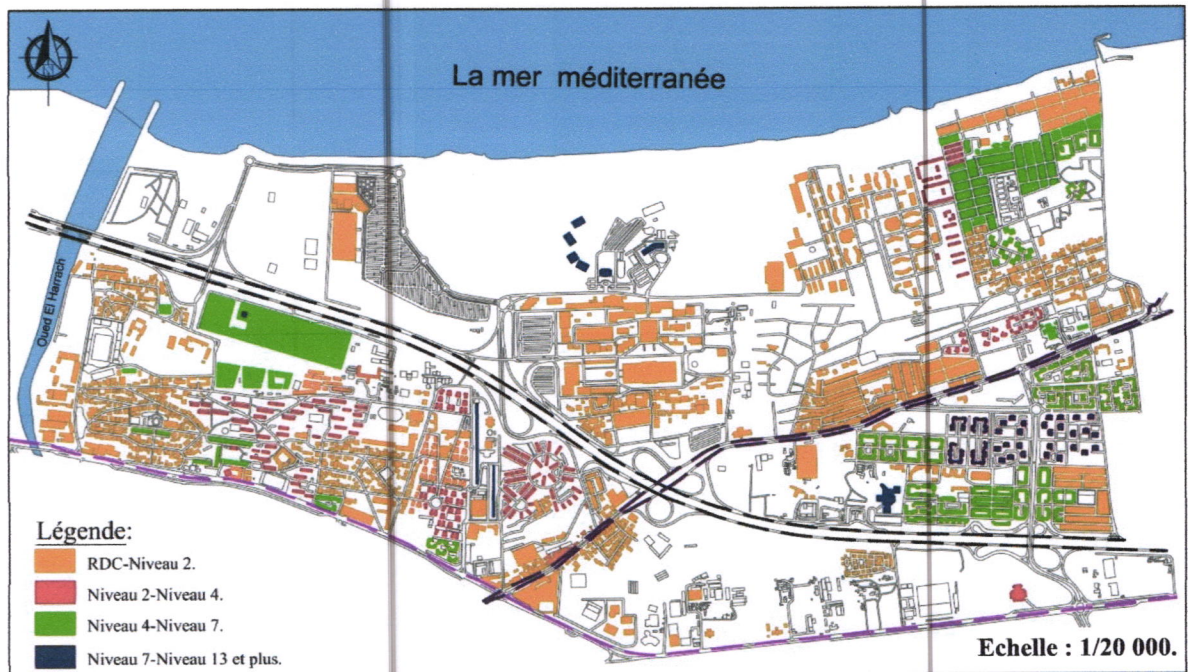 N
La mer méditerranée
Oued El Harrach
Légende:
RDC-Niveau 2.
Niveau 2-Niveau 4.
Niveau 4-Niveau 7.
Niveau 7-Niveau 13 et plus.
Echelle : 1/20 000.